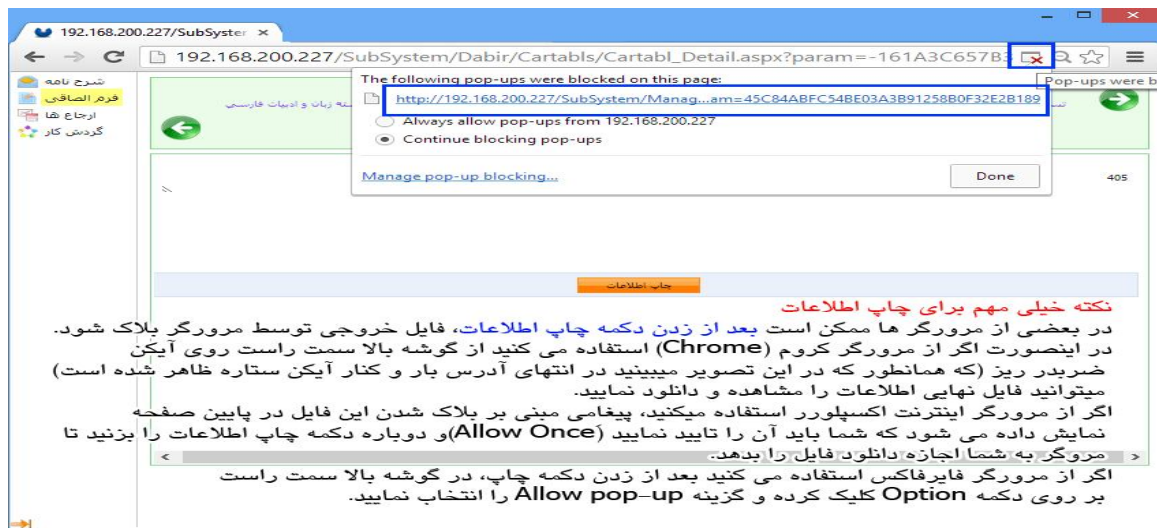 192.168.200.227/SubSyster
192.168.200.227/SubSystem/Dabir/Cartabls/Cartabl_Detail.aspx?param=-161A3C657B3
Pop-ups were b
The following pop-ups were blocked on this page:
http://192.168.200.227/SubSystem/Manag...am=45C84ABFC54BE03A3B91258B0F32E2B189
Always allow pop-ups from 192.168.200.227
Continue blocking pop-ups
Manage pop-up blocking...
Done
شرح نامه
فرم الصاقی
ارجاع ها
گردش کار
رشته زبان و ادبیات فارسی
405
چاپ اطلاعات
نکته خیلی مهم برای چاپ اطلاعات
در بعضی از مرورگر ها ممکن است بعد از زدن دکمه چاپ اطلاعات، فایل خروجی توسط مرورگر بلاک شود.
در اینصورت اگر از مرورگر کروم (Chrome) استفاده می کنید از گوشه بالا سمت راست روی آیکن
ضربدر ریز (که همانطور که در این تصویر میبینید در انتهای آدرس بار و کنار آیکن ستاره ظاهر شده است)
میتوانید فایل نهایی اطلاعات را مشاهده و دانلود نمایید.
اگر از مرورگر اینترنت اکسپلورر استفاده میکنید، پیغامی مبنی بر بلاک شدن این فایل در پایین صفحه
نمایش داده می شود که شما باید آن را تایید نمایید (Allow Once)و دوباره دکمه چاپ اطلاعات را بزنید تا
مروگر به شما اجازه دانلود فایل را بدهد.
اگر از مرورگر فایرفاکس استفاده می کنید بعد از زدن دکمه چاپ، در گوشه بالا سمت راست
بر روی دکمه Option کلیک کرده و گزینه Allow pop-up را انتخاب نمایید.